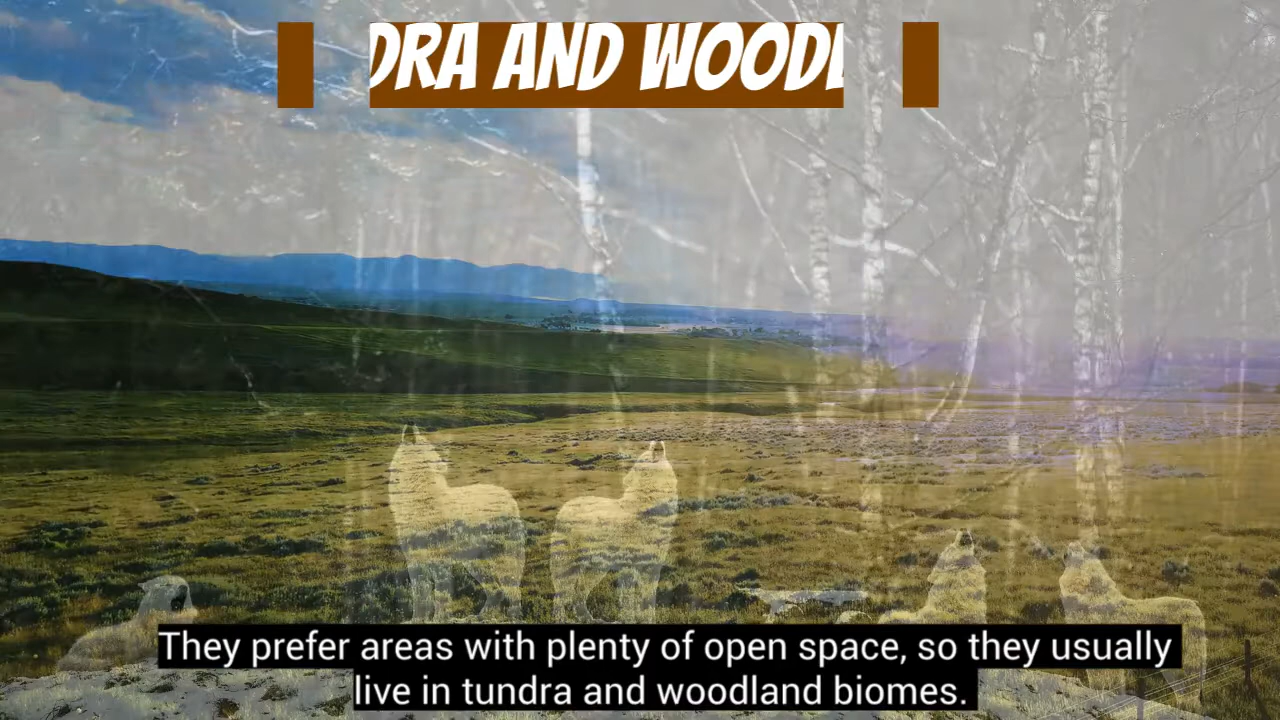 DRA AND WOODL
They prefer areas with plenty of open space, so they usually
live in tundra and woodland biomes.